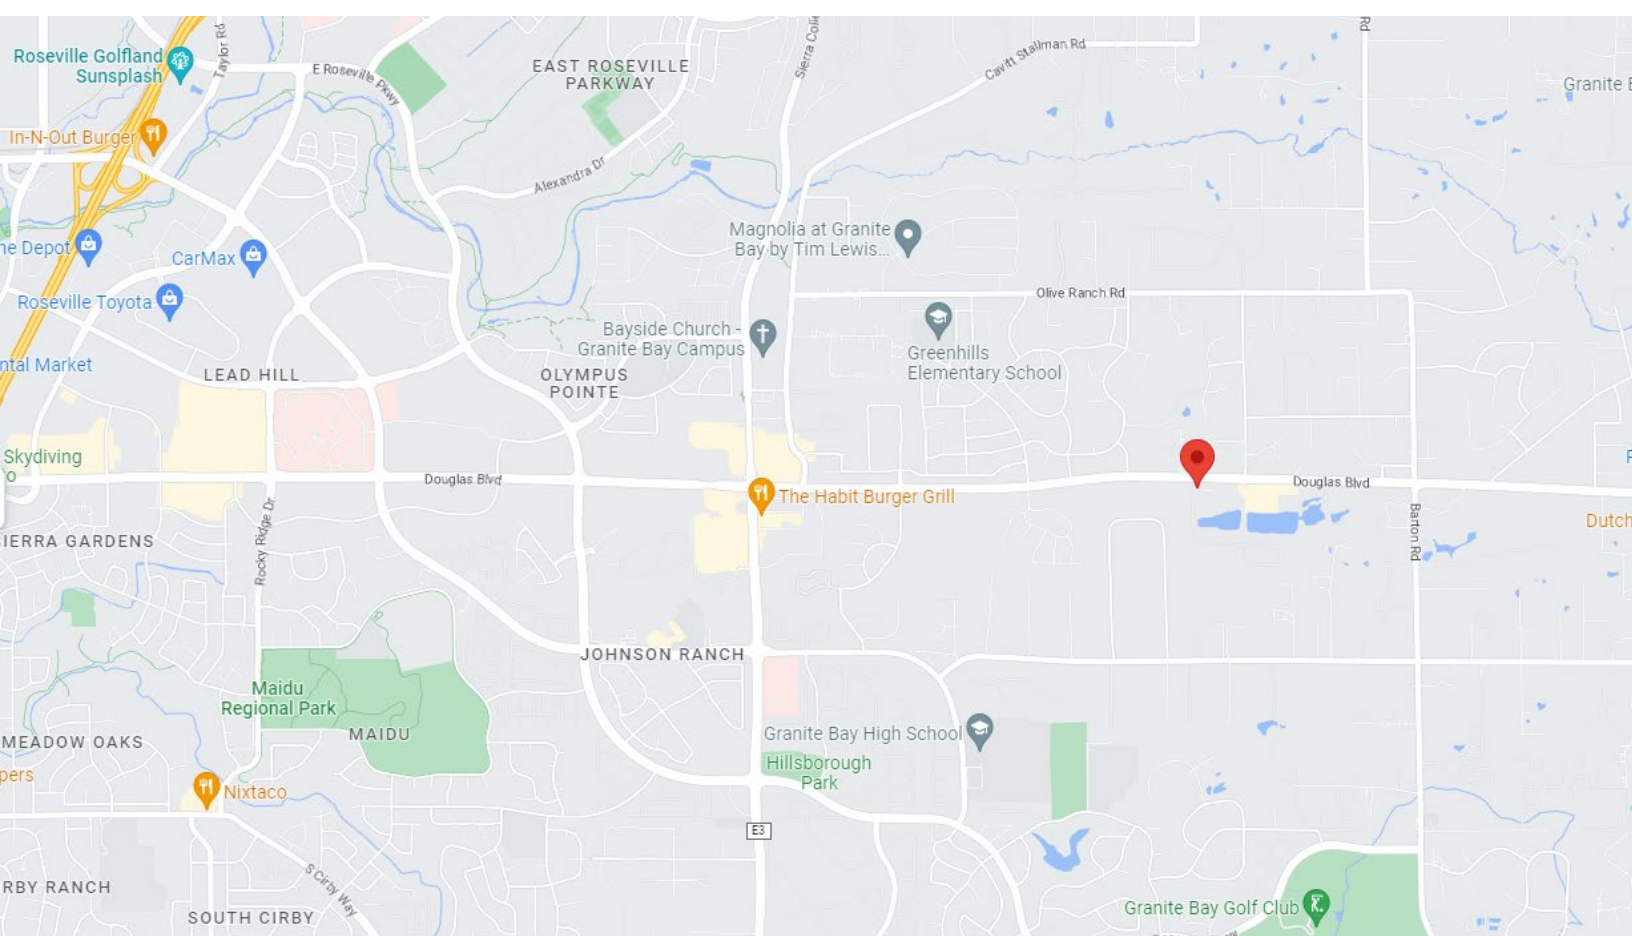 Roseville Golfland
Sunsplash
Taylor Rd
E Roseville Pkwy
EAST ROSEVILLE
PARKWAY
Cavitt Stallman Rd
Rd
Granite
In-N-Out Burger
Alexandra Dr
Magnolia at Granite
Bay by Tim Lewis...
Depot
CarMax
Roseville Toyota
Olive Ranch Rd
Bayside Church -
Granite Bay Campus
Greenhills
Elementary School
Market
LEAD HILL
OLYMPUS
POINTE
Skydiving
Douglas Blvd
Douglas Blvd
The Habit Burger Grill
Dutch
Barton Rd
Rocky Ridge Dr
IERRA GARDENS
JOHNSON RANCH
Maidu
Regional Park
MAIDU
MEADOW OAKS
Granite Bay High School
Hillsborough
Park
pers
Nixtaco
E3
S Cirby Way
RBY RANCH
SOUTH CIRBY
Granite Bay Golf Club